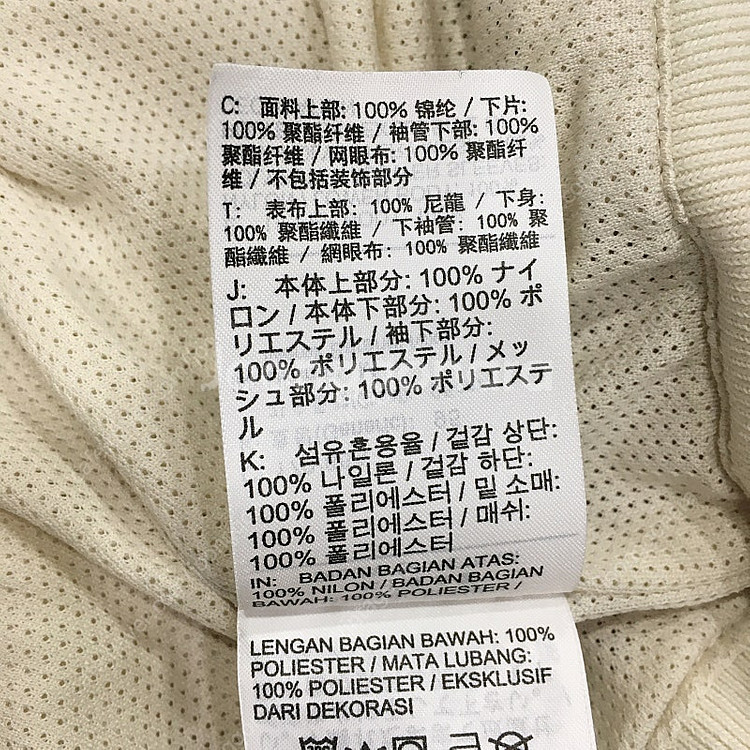 C: 面料上部: 100% 锦纶 / 下片:
100% 聚酯纤维 / 袖管下部: 100%
聚酯纤维 / 网眼布: 100% 聚酯纤
维 / 不包括装饰部分
T: 表布上部: 100% 尼龍 / 下身:
100% 聚酯纖維 / 下袖管: 100% 聚
酯纖維 / 網眼布: 100% 聚酯纖維
J: 本体上部分: 100% ナイ
ロン / 本体下部分: 100% ポ
リエステル / 袖下部分:
100% ポリエステル / メッ
シュ部分: 100% ポリエステ
ル
K: 섬유혼용율 / 겉감 상단:
100% 나일론 / 겉감 하단:
100% 폴리에스터 / 밑 소매:
100% 폴리에스터 / 매쉬:
100% 폴리에스터
IN: BADAN BAGIAN ATAS:
100% NILON / BADAN BAGIAN
BAWAH: 100% POLIESTER /
LENGAN BAGIAN BAWAH: 100%
POLIESTER / MATA LUBANG:
100% POLIESTER / EKSKLUSIF
DARI DEKORASI